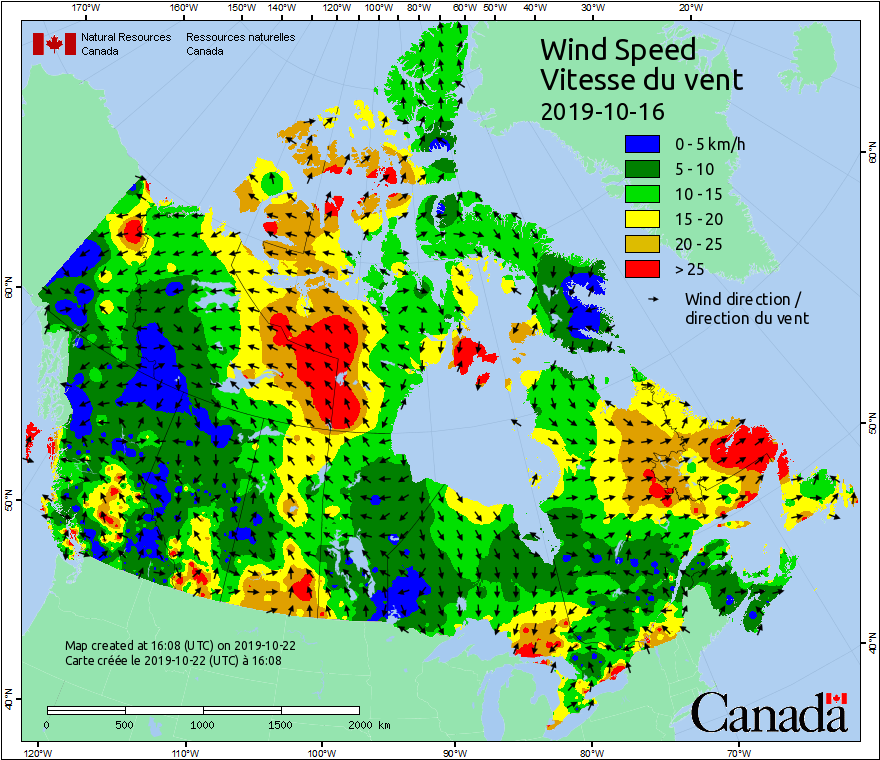 170°W 160°W 150°W 140°W 120°W 100°W 80°W 60°W 50°W 40°W 30°W 20°W
Natural Resources Ressources naturelles
Canada Canada
Wind Speed
Vitesse du vent
2019-10-16
0 - 5 km/h
5 - 10
10 - 15
15 - 20
20 - 25
> 25
Wind direction /
direction du vent
60°N
60°N
50°N
50°N
40°N
40°N
Map created at 16:08 (UTC) on 2019-10-22
Carte créée le 2019-10-22 (UTC) à 16:08
0 500 1000 1500 2000 km
Canada
120°W 110°W 100°W 90°W 80°W 70°W